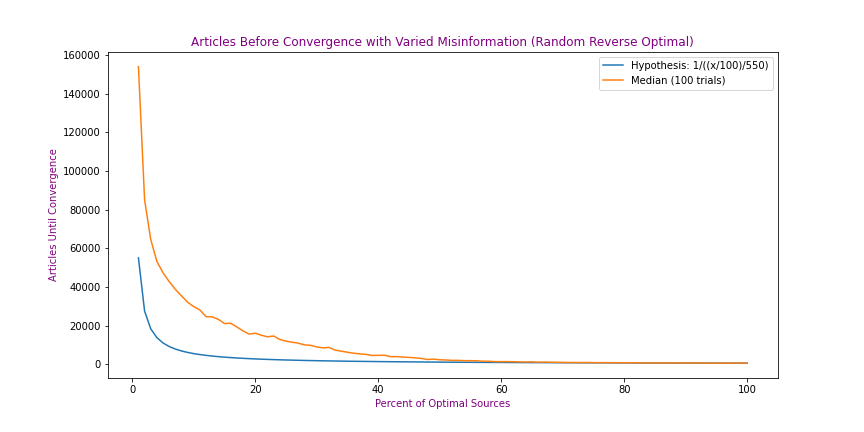 Articles Before Convergence with Varied Misinformation (Random Reverse Optimal)
Hypothesis: 1/((x/100)/550)
Median (100 trials)
Articles Until Convergence
160000
140000
120000
100000
80000
60000
40000
20000
0
0 20 40 60 80 100
Percent of Optimal Sources